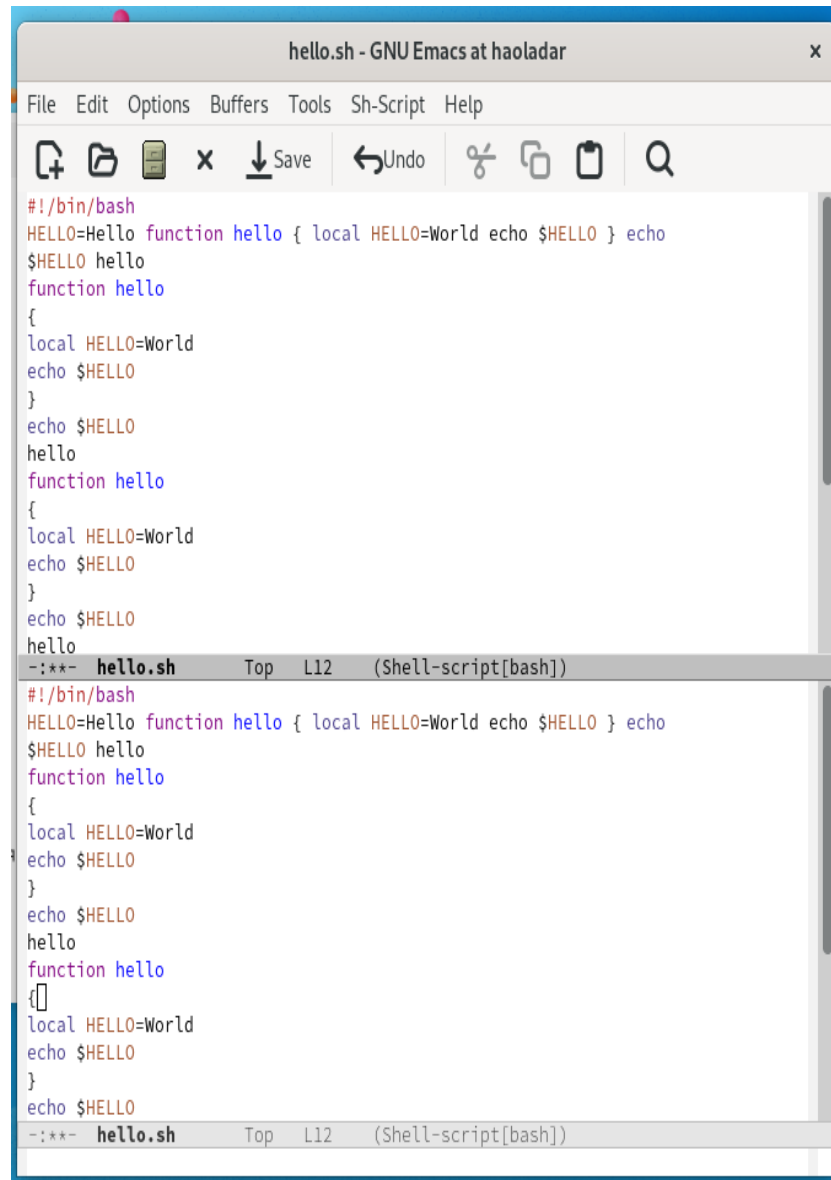 hello.sh - GNU Emacs at haoladar
File Edit Options Buffers Tools Sh-Script Help
Save Undo
#!/bin/bash
HELLO=Hello function hello { local HELLO=World echo $HELLO } echo
$HELLO hello
function hello
{
local HELLO=World
echo $HELLO
}
echo $HELLO
hello
function hello
{
local HELLO=World
echo $HELLO
}
echo $HELLO
hello
-:**- hello.sh Top L12 (Shell-script[bash])
#!/bin/bash
HELLO=Hello function hello { local HELLO=World echo $HELLO } echo
$HELLO hello
function hello
{
local HELLO=World
echo $HELLO
}
echo $HELLO
hello
function hello
{
local HELLO=World
echo $HELLO
}
echo $HELLO
-:**- hello.sh Top L12 (Shell-script[bash])